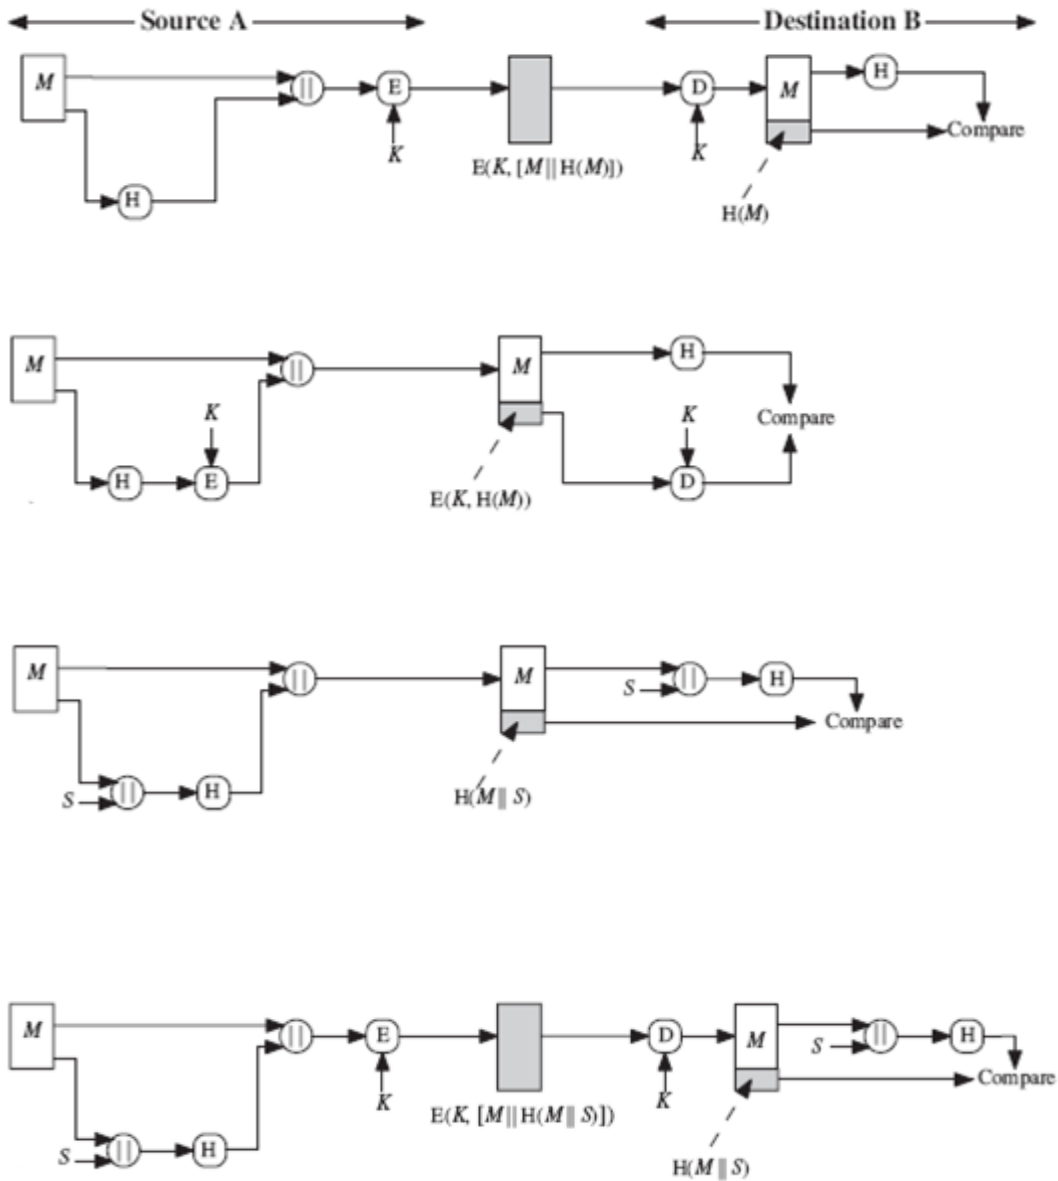 Source A Destination B
M || E D M H
K K Compare
E(K, [M || H(M)])
H H(M)
M || M H
K K Compare
H E D
E(K, H(M))
M || M || H
S Compare
S || H H(M || S)
M || E D M || H
S
K K Compare
E(K, [M || H(M || S)])
S || H H(M || S)